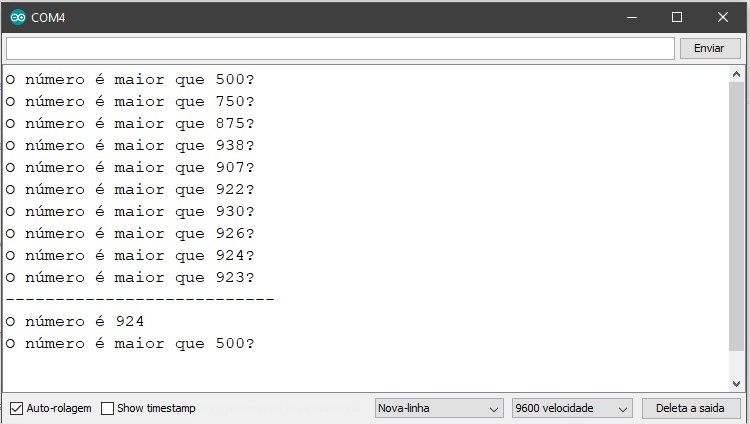 COM4
Enviar
O número é maior que 500?
O número é maior que 750?
O número é maior que 875?
O número é maior que 938?
O número é maior que 907?
O número é maior que 922?
O número é maior que 930?
O número é maior que 926?
O número é maior que 924?
O número é maior que 923?
---------------------------
O número é 924
O número é maior que 500?
Auto-rolagem Show timestamp Nova-linha 9600 velocidade Deleta a saida